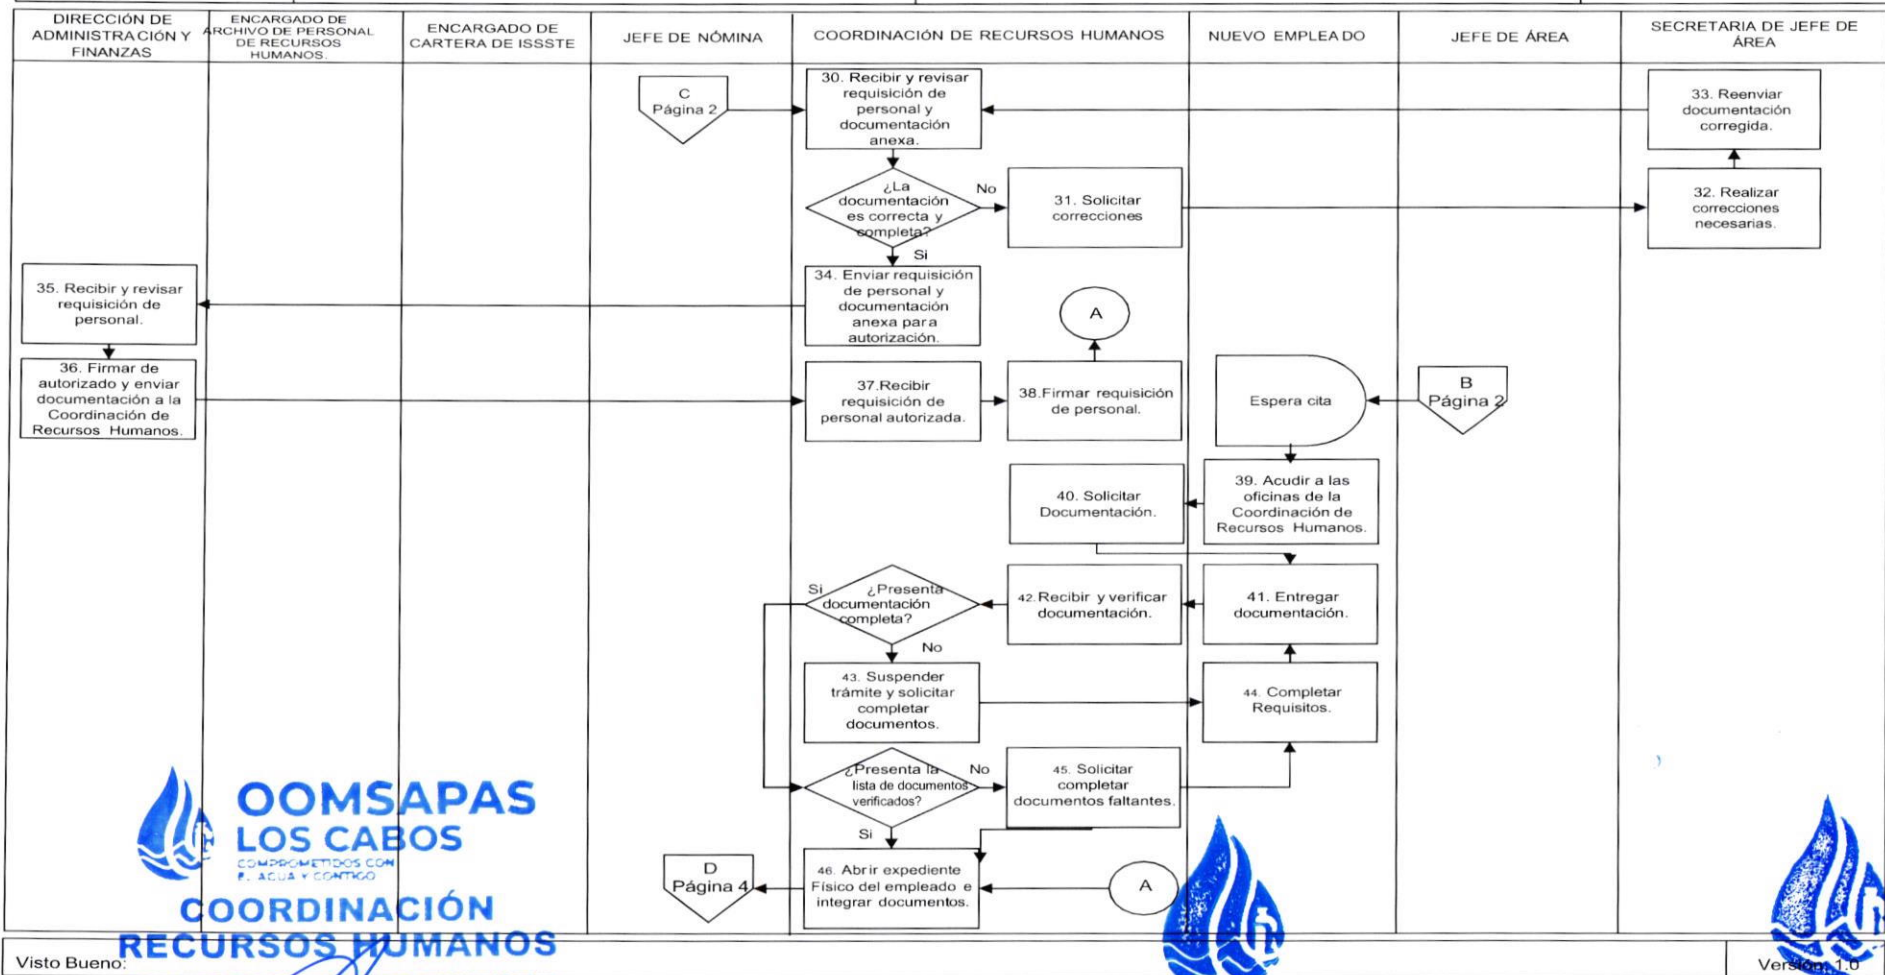 DIRECCIÓN DE
ADMINISTRACIÓN Y
FINANZAS
ENCARGADO DE
ARCHIVO DE PERSONAL
DE RECURSOS
HUMANOS.
ENCARGADO DE
CARTERA DE ISSSTE
JEFE DE NÓMINA
COORDINACIÓN DE RECURSOS HUMANOS
NUEVO EMPLEADO
JEFE DE ÁREA
SECRETARIA DE JEFE DE
ÁREA
C
Página 2
30. Recibir y revisar
requisición de
personal y
documentación
anexa.
33. Reenviar
documentación
corregida.
¿La
documentación
es correcta y
completa?
No
31. Solicitar
correcciones
32. Realizar
correcciones
necesarias.
Si
35. Recibir y revisar
requisición de
personal.
34. Enviar requisición
de personal y
documentación
anexa para
autorización.
A
36. Firmar de
autorizado y enviar
documentación a la
Coordinación de
Recursos Humanos.
37.Recibir
requisición de
personal autorizada.
38.Firmar requisición
de personal.
Espera cita
B
Página 2
40. Solicitar
Documentación.
39. Acudir a las
oficinas de la
Coordinación de
Recursos Humanos.
Si
¿Presenta
documentación
completa?
42. Recibir y verificar
documentación.
41. Entregar
documentación.
No
43. Suspender
trámite y solicitar
completar
documentos.
44. Completar
Requisitos.
¿Presenta la
lista de documentos
verificados?
No
45. Solicitar
completar
documentos faltantes.
Si
D
Página 4
46. Abrir expediente
Físico del empleado e
integrar documentos.
A
OOMSAPAS
LOS CABOS
COMPROMETIDOS CON
EL AGUA Y CONTIGO
COORDINACIÓN
RECURSOS HUMANOS
Visto Bueno:
Versión: 1.0